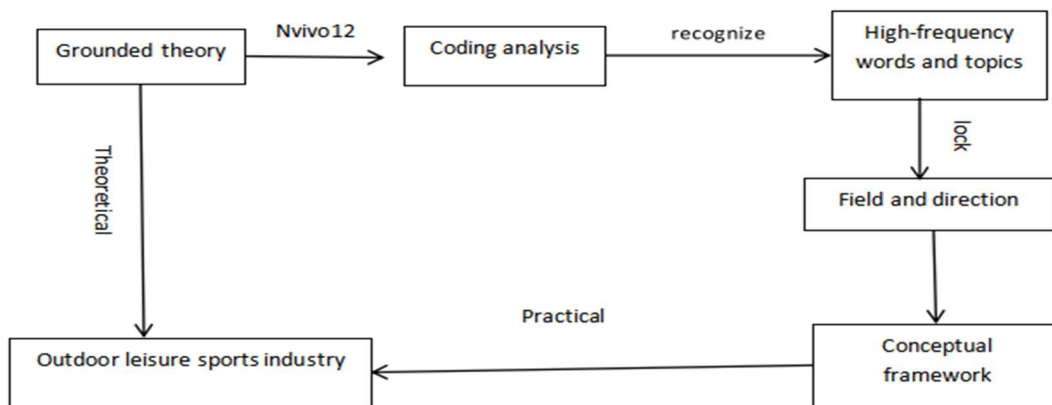 Grounded theory
Nvivo12
Coding analysis
recognize
High-frequency
words and topics
Theoretical
lock
Field and direction
Practical
Outdoor leisure sports industry
Conceptual
framework